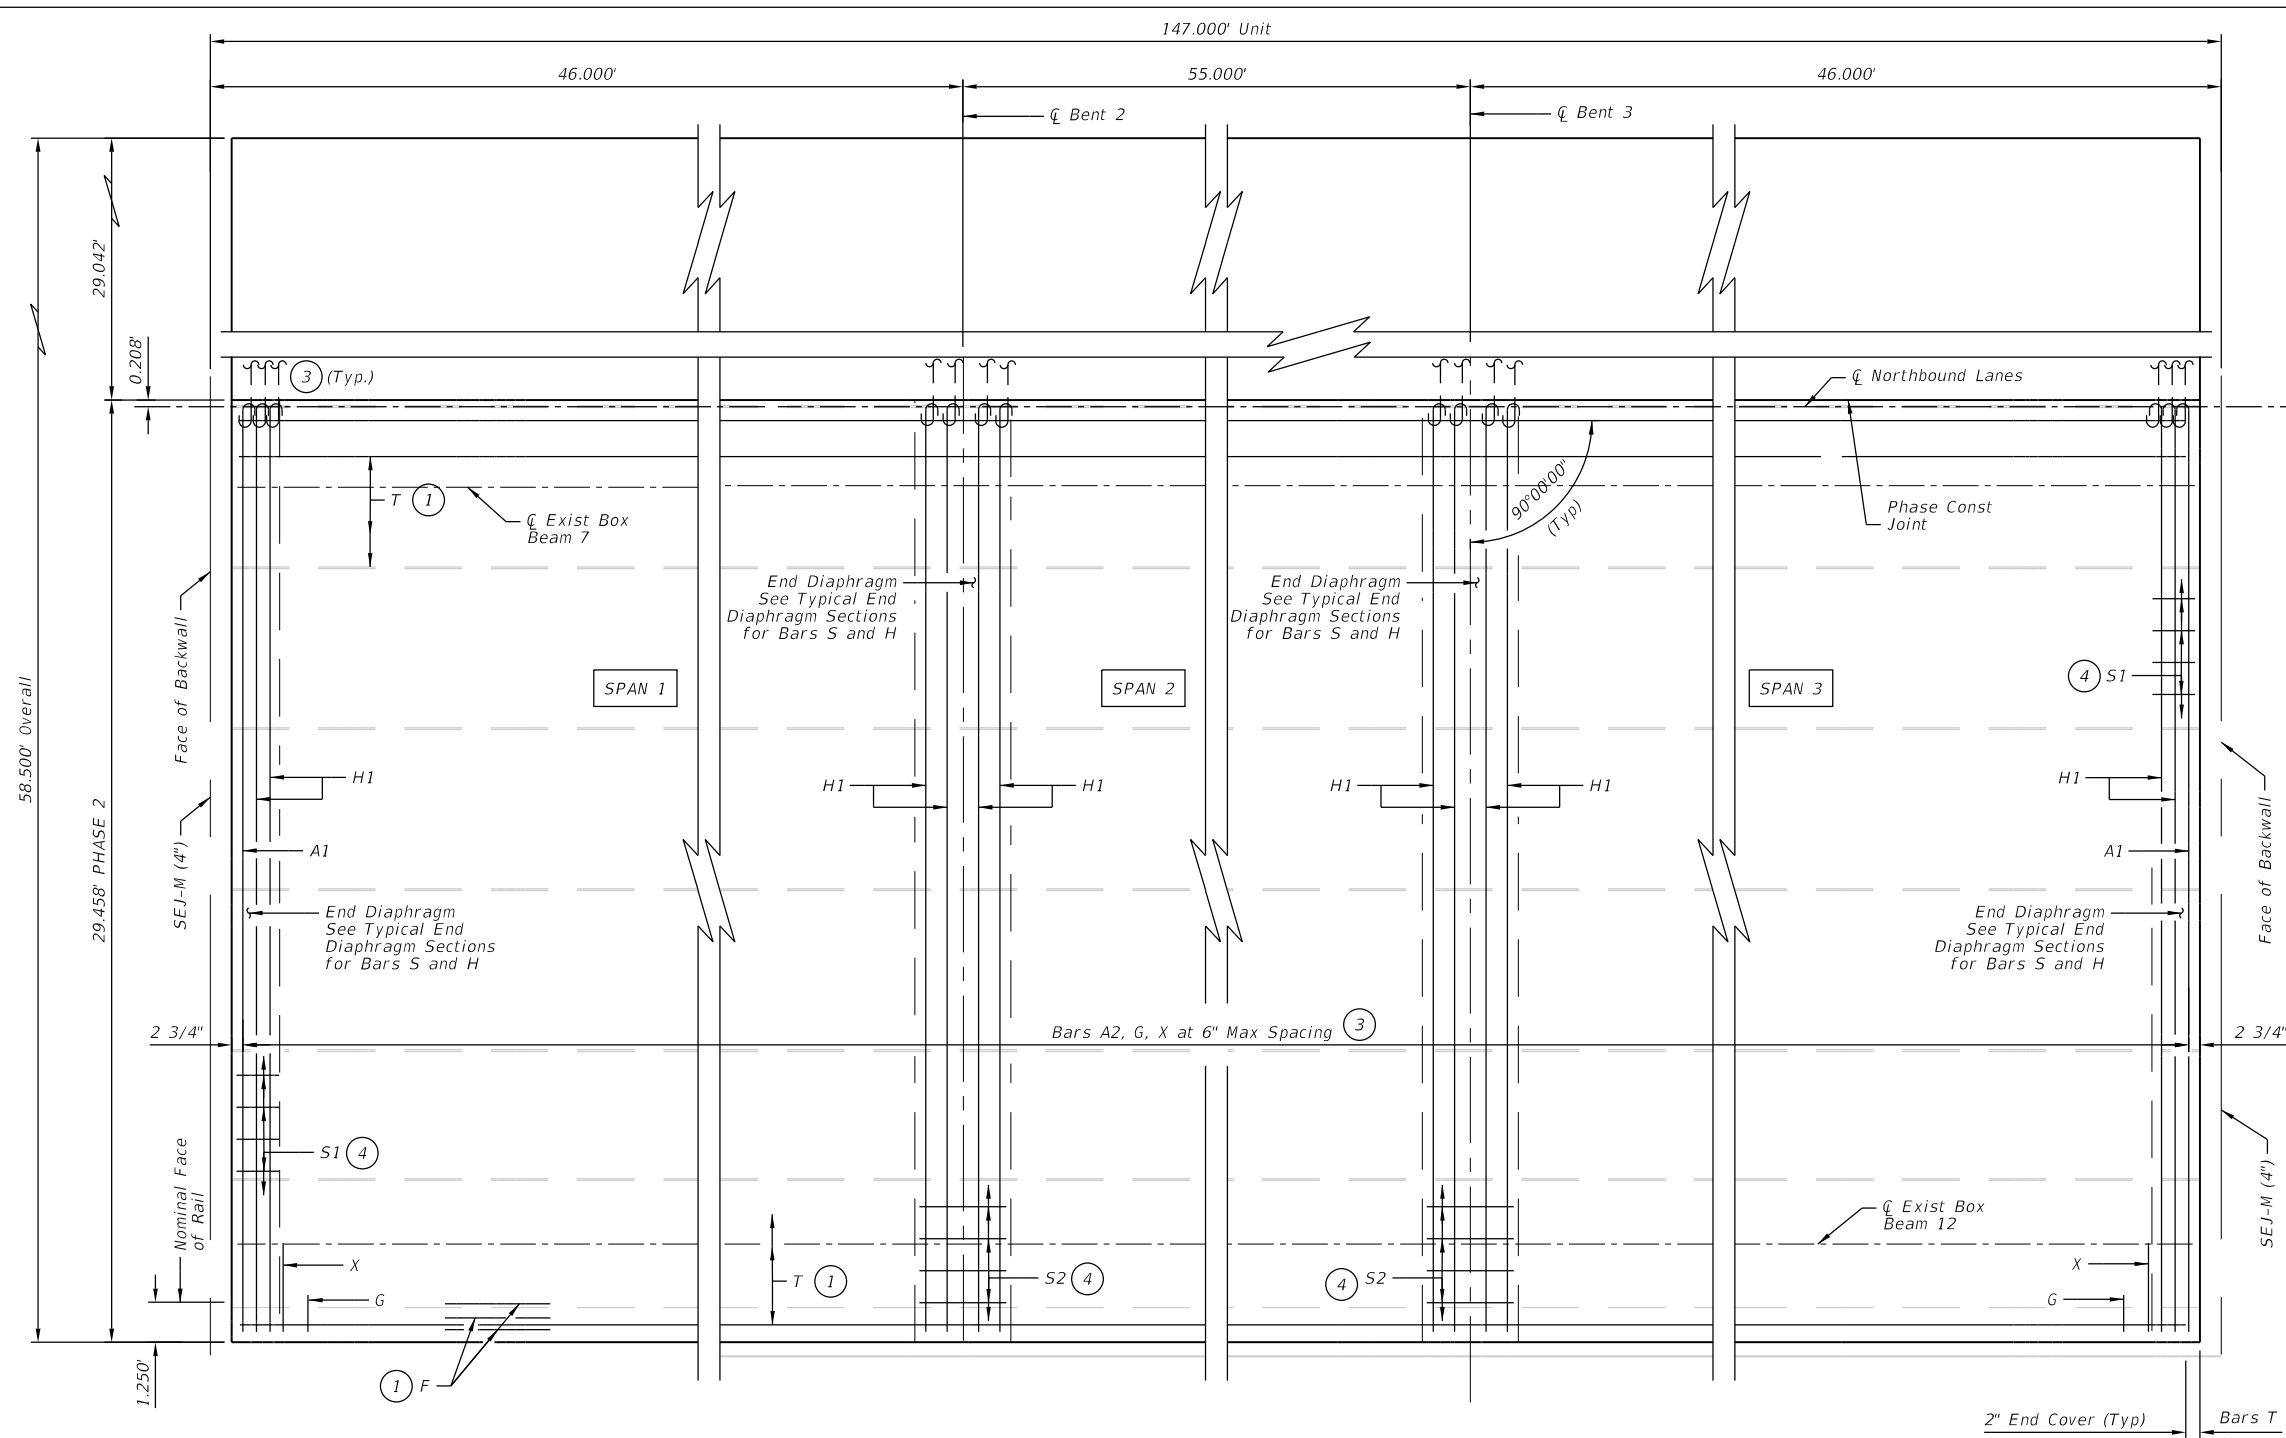 147.000' Unit
46.000'
55.000'
46.000'
℄ Bent 2
℄ Bent 3
29.042'
0.208'
3 (Typ.)
℄ Northbound Lanes
T 1
℄ Exist Box
Beam 7
90°00'00"
(Typ)
Phase Const
Joint
End Diaphragm
See Typical End
Diaphragm Sections
for Bars S and H
End Diaphragm
See Typical End
Diaphragm Sections
for Bars S and H
Face of Backwall
58.500' Overall
SPAN 1
SPAN 2
SPAN 3
4 S1
H1
H1
H1
H1
H1
H1
29.458' PHASE 2
SEJ-M (4")
A1
A1
Face of Backwall
End Diaphragm
See Typical End
Diaphragm Sections
for Bars S and H
End Diaphragm
See Typical End
Diaphragm Sections
for Bars S and H
2 3/4"
Bars A2, G, X at 6" Max Spacing 3
2 3/4"
S1 4
Nominal Face
of Rail
℄ Exist Box
Beam 12
SEJ-M (4")
X
T 1
S2 4
4 S2
X
G
G
1.250'
1 F
2" End Cover (Typ)
Bars T